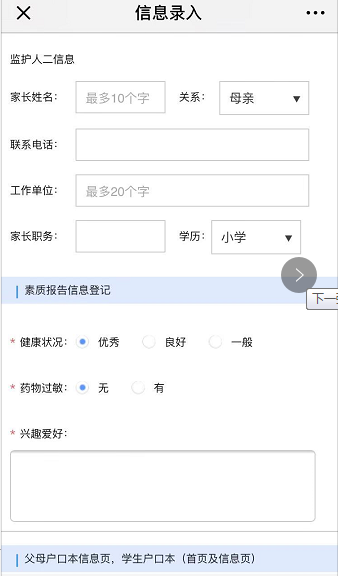 信息录入
监护人二信息
家长姓名: 最多10个字 关系: 母亲
联系电话:
工作单位: 最多20个字
家长职务: 学历: 小学
素质报告信息登记
下一
* 健康状况: 优秀 良好 一般
* 药物过敏: 无 有
* 兴趣爱好:
父母户口本信息页，学生户口本（首页及信息页）